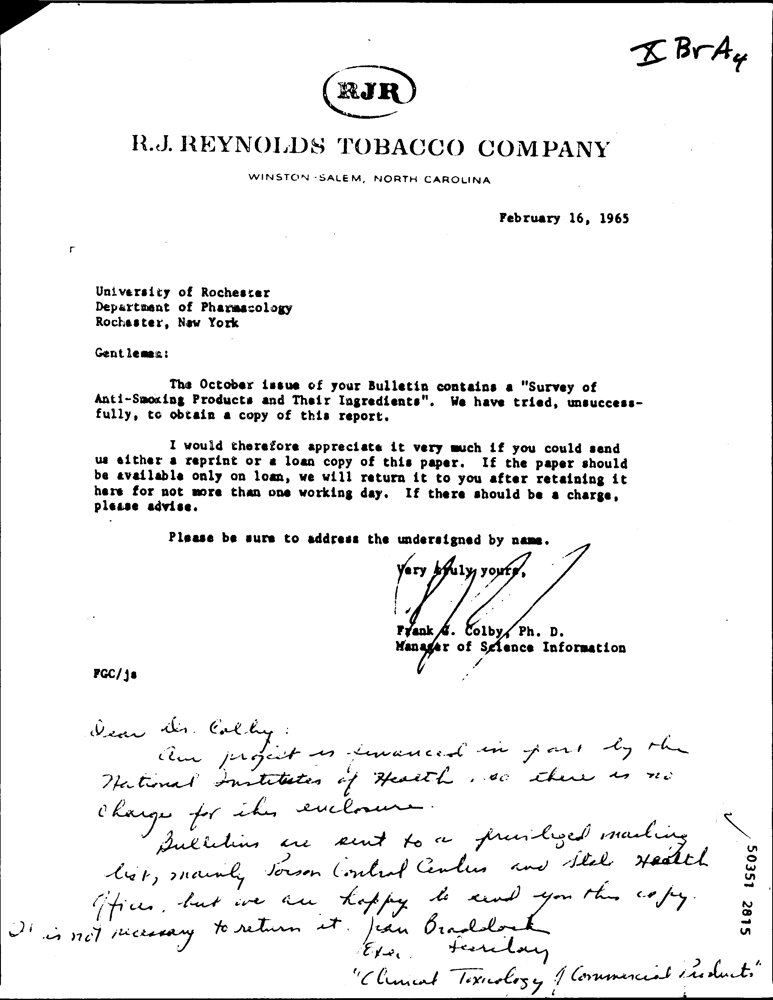 X BrA4
RJR
R.J. REYNOLDS TOBACCO COMPANY
WINSTON-SALEM, NORTH CAROLINA
February 16, 1965
University of Rochester
Department of Pharmacology
Rochester, New York
Gentlemen:
The October issue of your Bulletin contains a "Survey of
Anti-Smoking Products and Their Ingredients". We have tried, unsuccess-
fully, to obtain a copy of this report.
I would therefore appreciate it very much if you could send
us either a reprint or a loan copy of this paper. If the paper should
be available only on loan, we will return it to you after retaining it
here for not more than one working day. If there should be a charge,
please advise.
Please be sure to address the undersigned by name.
Very truly yours,
Frank G. Colby, Ph. D.
Manager of Science Information
FGC/js
Dear Dr. Colby:
Our project is financed in part by the
National Institutes of Health, so there is no
charge for this enclosure.
Bulletins are sent to a privileged mailing
list, mainly Poison Control Centers and State Health
Offices, but we are happy to send you this copy.
It is not necessary to return it. Jean Braddock
Exec. Secretary
"Clinical Toxicology of Commercial Products"
50351 2815